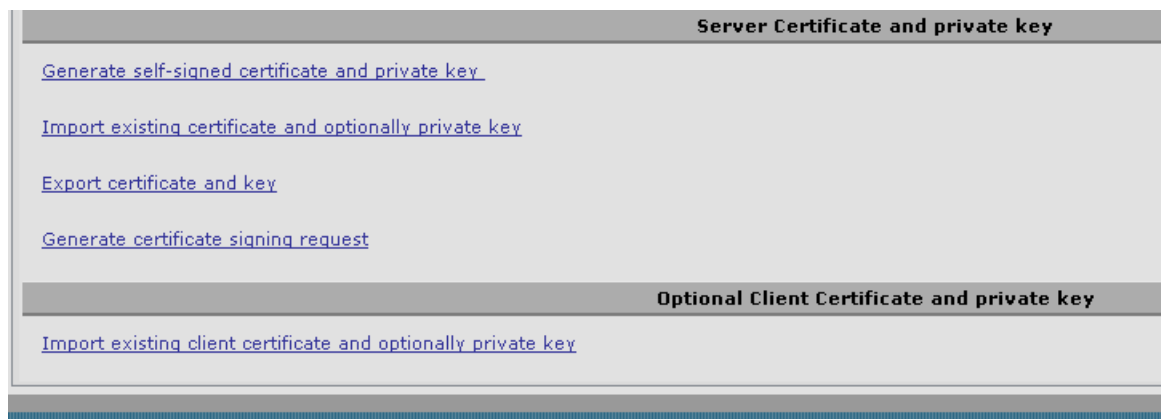 Server Certificate and private key
Generate self-signed certificate and private key
Import existing certificate and optionally private key
Export certificate and key
Generate certificate signing request
Optional Client Certificate and private key
Import existing client certificate and optionally private key